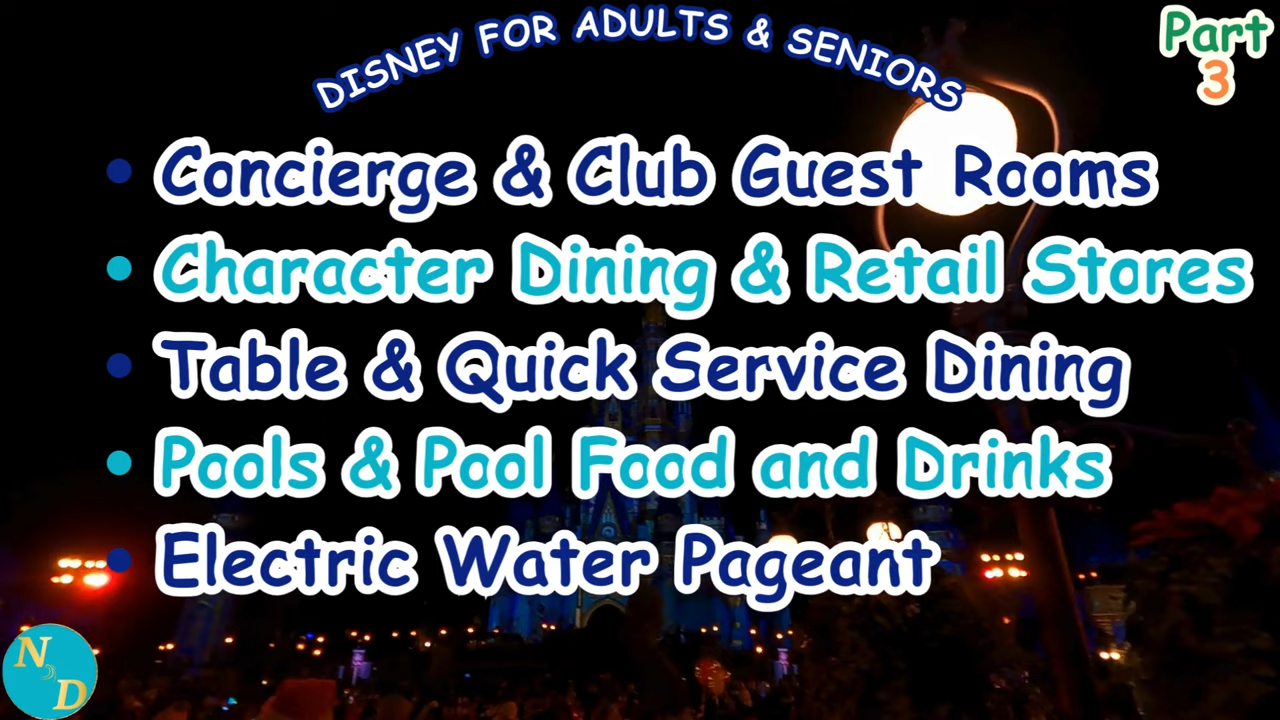 DISNEY FOR ADULTS & SENIORS
Part
3
• Concierge & Club Guest Rooms
• Character Dining & Retail Stores
• Table & Quick Service Dining
• Pools & Pool Food and Drinks
• Electric Water Pageant
N
D